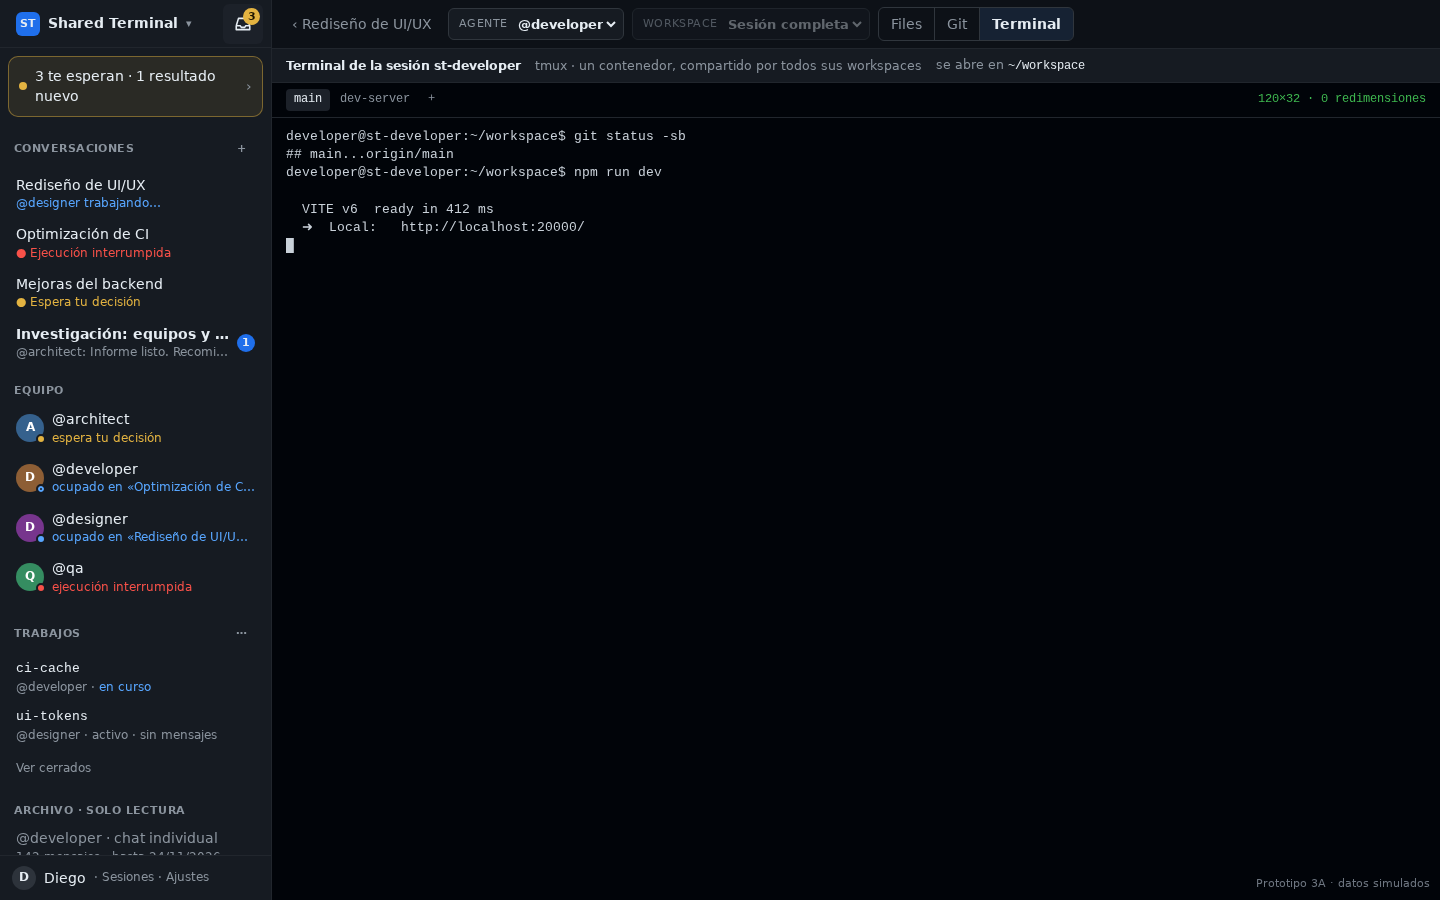 ST Shared Terminal ▾ 3
3 te esperan · 1 resultado
nuevo ›
CONVERSACIONES +
Rediseño de UI/UX
@designer trabajando…
Optimización de CI
Ejecución interrumpida
Mejoras del backend
Espera tu decisión
Investigación: equipos y … 1
@architect: Informe listo. Recomi…
EQUIPO
A @architect
espera tu decisión
D @developer
ocupado en «Optimización de C…
D @designer
ocupado en «Rediseño de UI/U…
Q @qa
ejecución interrumpida
TRABAJOS ···
ci-cache
@developer · en curso
ui-tokens
@designer · activo · sin mensajes
Ver cerrados
ARCHIVO · SOLO LECTURA
@developer · chat individual
D Diego · Sesiones · Ajustes
‹ Rediseño de UI/UX AGENTE @developer WORKSPACE Sesión completa Files Git Terminal
Terminal de la sesión st-developer tmux · un contenedor, compartido por todos sus workspaces se abre en ~/workspace
main dev-server + 120×32 · 0 redimensiones
developer@st-developer:~/workspace$ git status -sb
## main...origin/main
developer@st-developer:~/workspace$ npm run dev
VITE v6 ready in 412 ms
➜ Local: http://localhost:20000/
Prototipo 3A · datos simulados